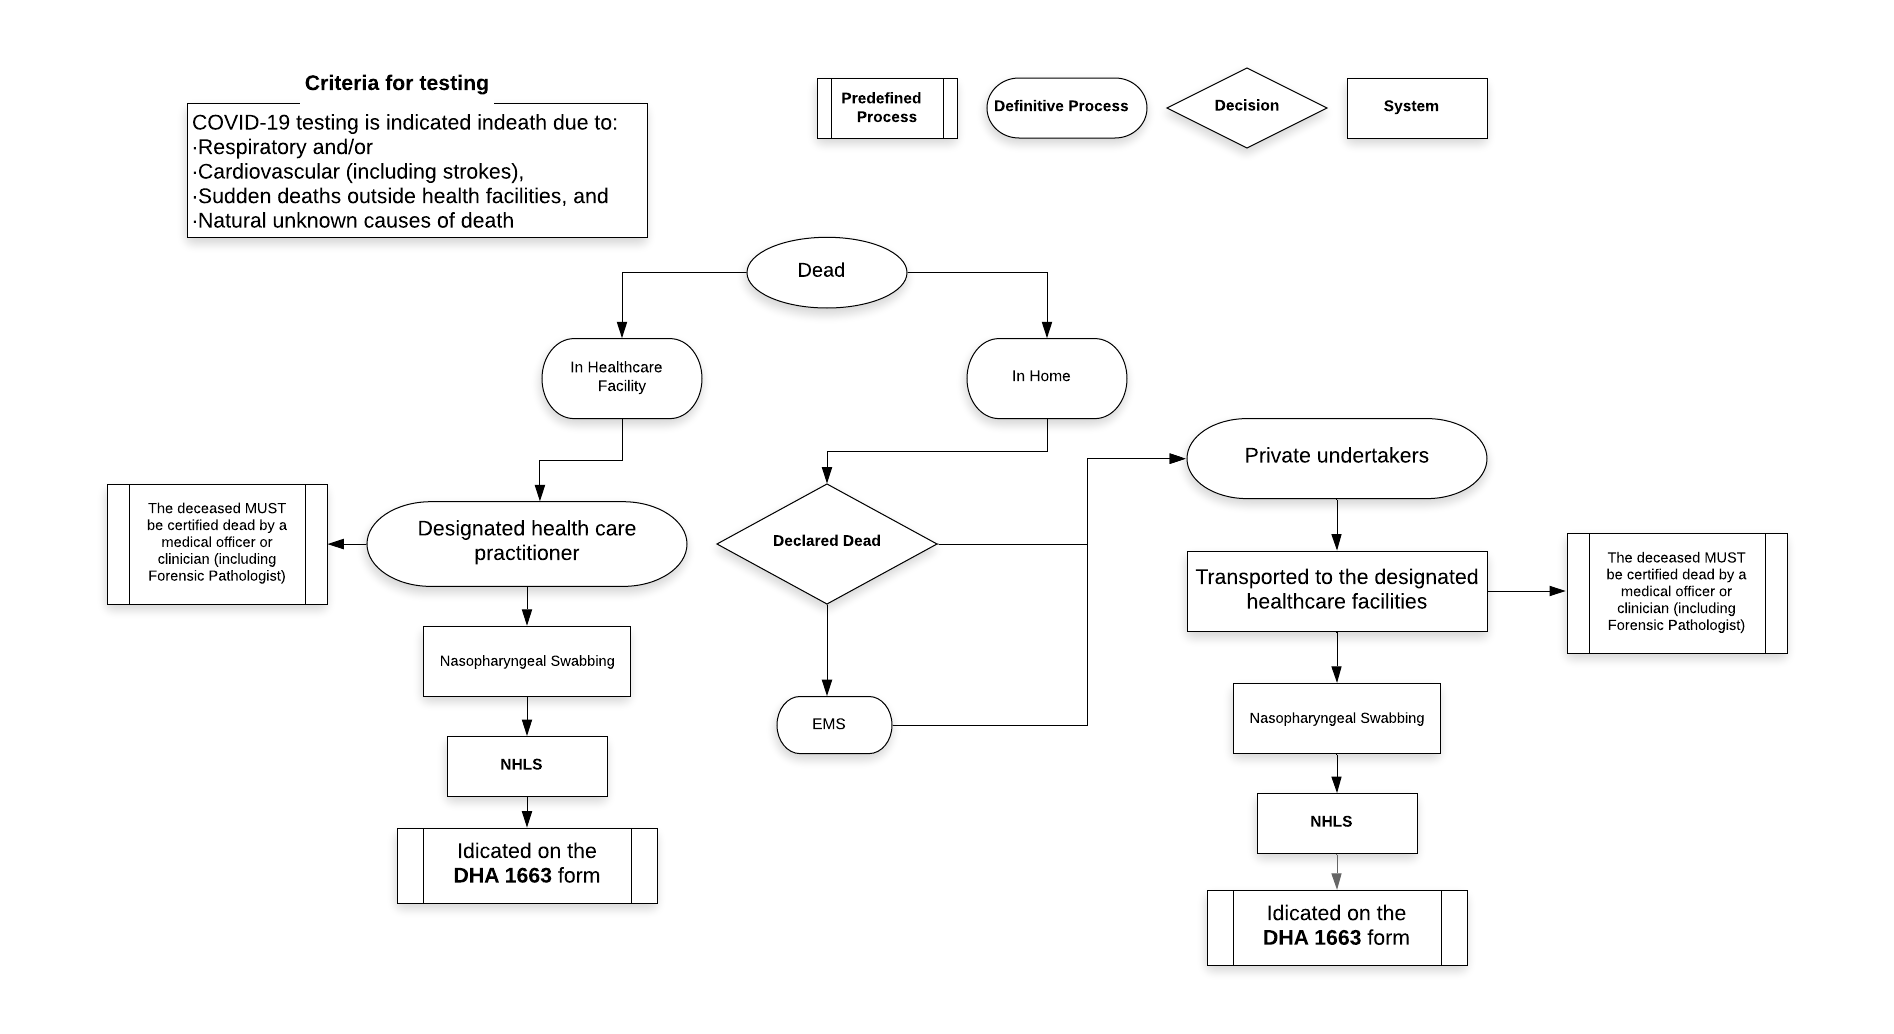 Criteria for testing
COVID-19 testing is indicated indeath due to:
·Respiratory and/or
·Cardiovascular (including strokes),
·Sudden deaths outside health facilities, and
·Natural unknown causes of death
Predefined
Process
Definitive Process
Decision
System
Dead
In Healthcare
Facility
In Home
Private undertakers
The deceased MUST
be certified dead by a
medical officer or
clinician (including
Forensic Pathologist)
Designated health care
practitioner
Declared Dead
Transported to the designated
healthcare facilities
The deceased MUST
be certified dead by a
medical officer or
clinician (including
Forensic Pathologist)
Nasopharyngeal Swabbing
EMS
Nasopharyngeal Swabbing
NHLS
NHLS
Idicated on the
DHA 1663 form
Idicated on the
DHA 1663 form